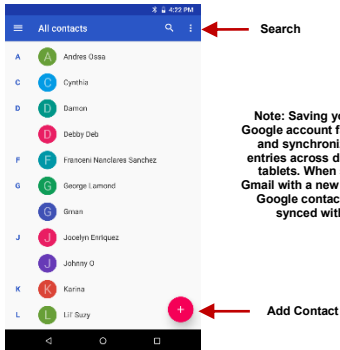 4:22 PM
All contacts
Search
A A Andres Ossa
C C Cynthia
D D Damon
D Debby Deb
F F Franceni Nanclares Sanchez
G G George Lamond
G Gman
J J Jocelyn Enriquez
J Johnny O
K K Karina
L L Lil' Suzy
Note: Saving yo
Google account f
and synchroni
entries across d
tablets. When
Gmail with a new
Google contac
synced with
Add Contact